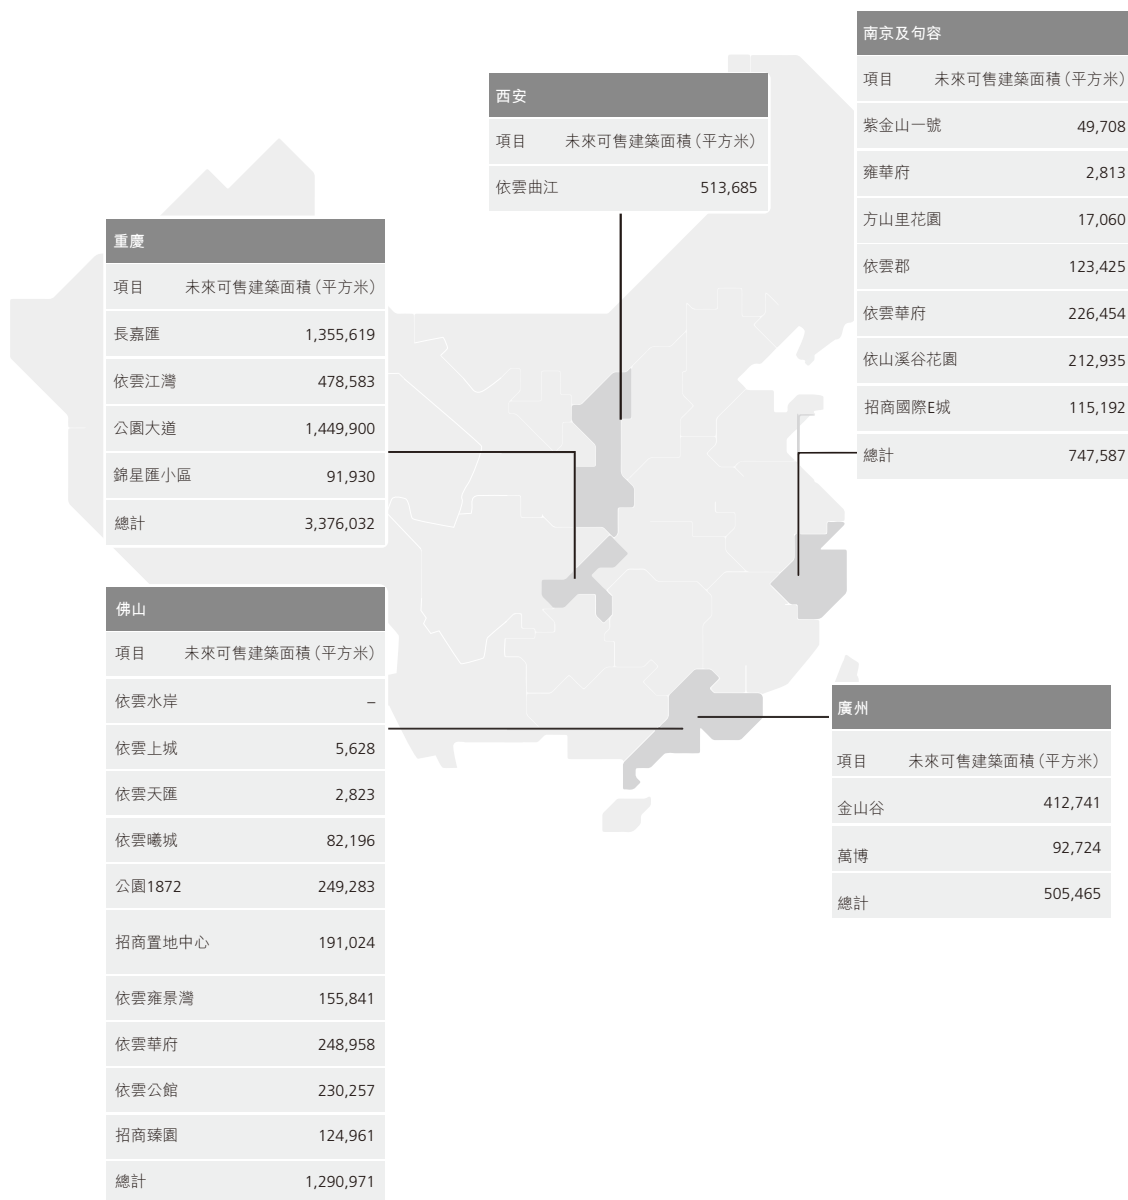 南京及句容
項目 未來可售建築面積（平方米）
紫金山一號 49,708
雍華府 2,813
方山里花園 17,060
依雲郡 123,425
依雲華府 226,454
依山溪谷花園 212,935
招商國際E城 115,192
總計 747,587
西安
項目 未來可售建築面積（平方米）
依雲曲江 513,685
重慶
項目 未來可售建築面積（平方米）
長嘉匯 1,355,619
依雲江灣 478,583
公園大道 1,449,900
錦星匯小區 91,930
總計 3,376,032
佛山
項目 未來可售建築面積（平方米）
依雲水岸 –
依雲上城 5,628
依雲天匯 2,823
依雲曦城 82,196
公園1872 249,283
招商置地中心 191,024
依雲雍景灣 155,841
依雲華府 248,958
依雲公館 230,257
招商臻園 124,961
總計 1,290,971
廣州
項目 未來可售建築面積（平方米）
金山谷 412,741
萬博 92,724
總計 505,465